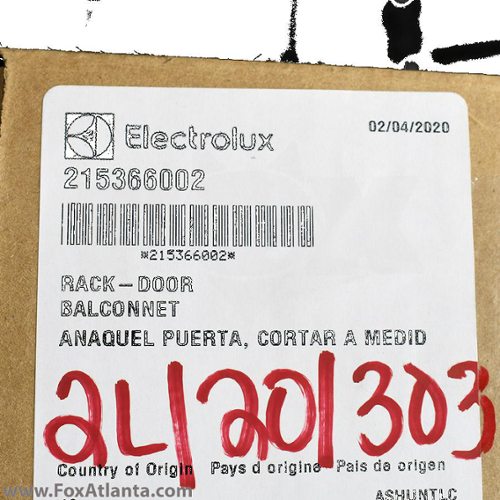 Electrolux
02/04/2020
215366002
*215366002*
RACK-DOOR
BALCONNET
ANAQUEL PUERTA, CORTAR A MEDID
2L/20/303
Country of Origin Pays d origine Pais de origen
ASHUNTLC
www.FoxAtlanta.com